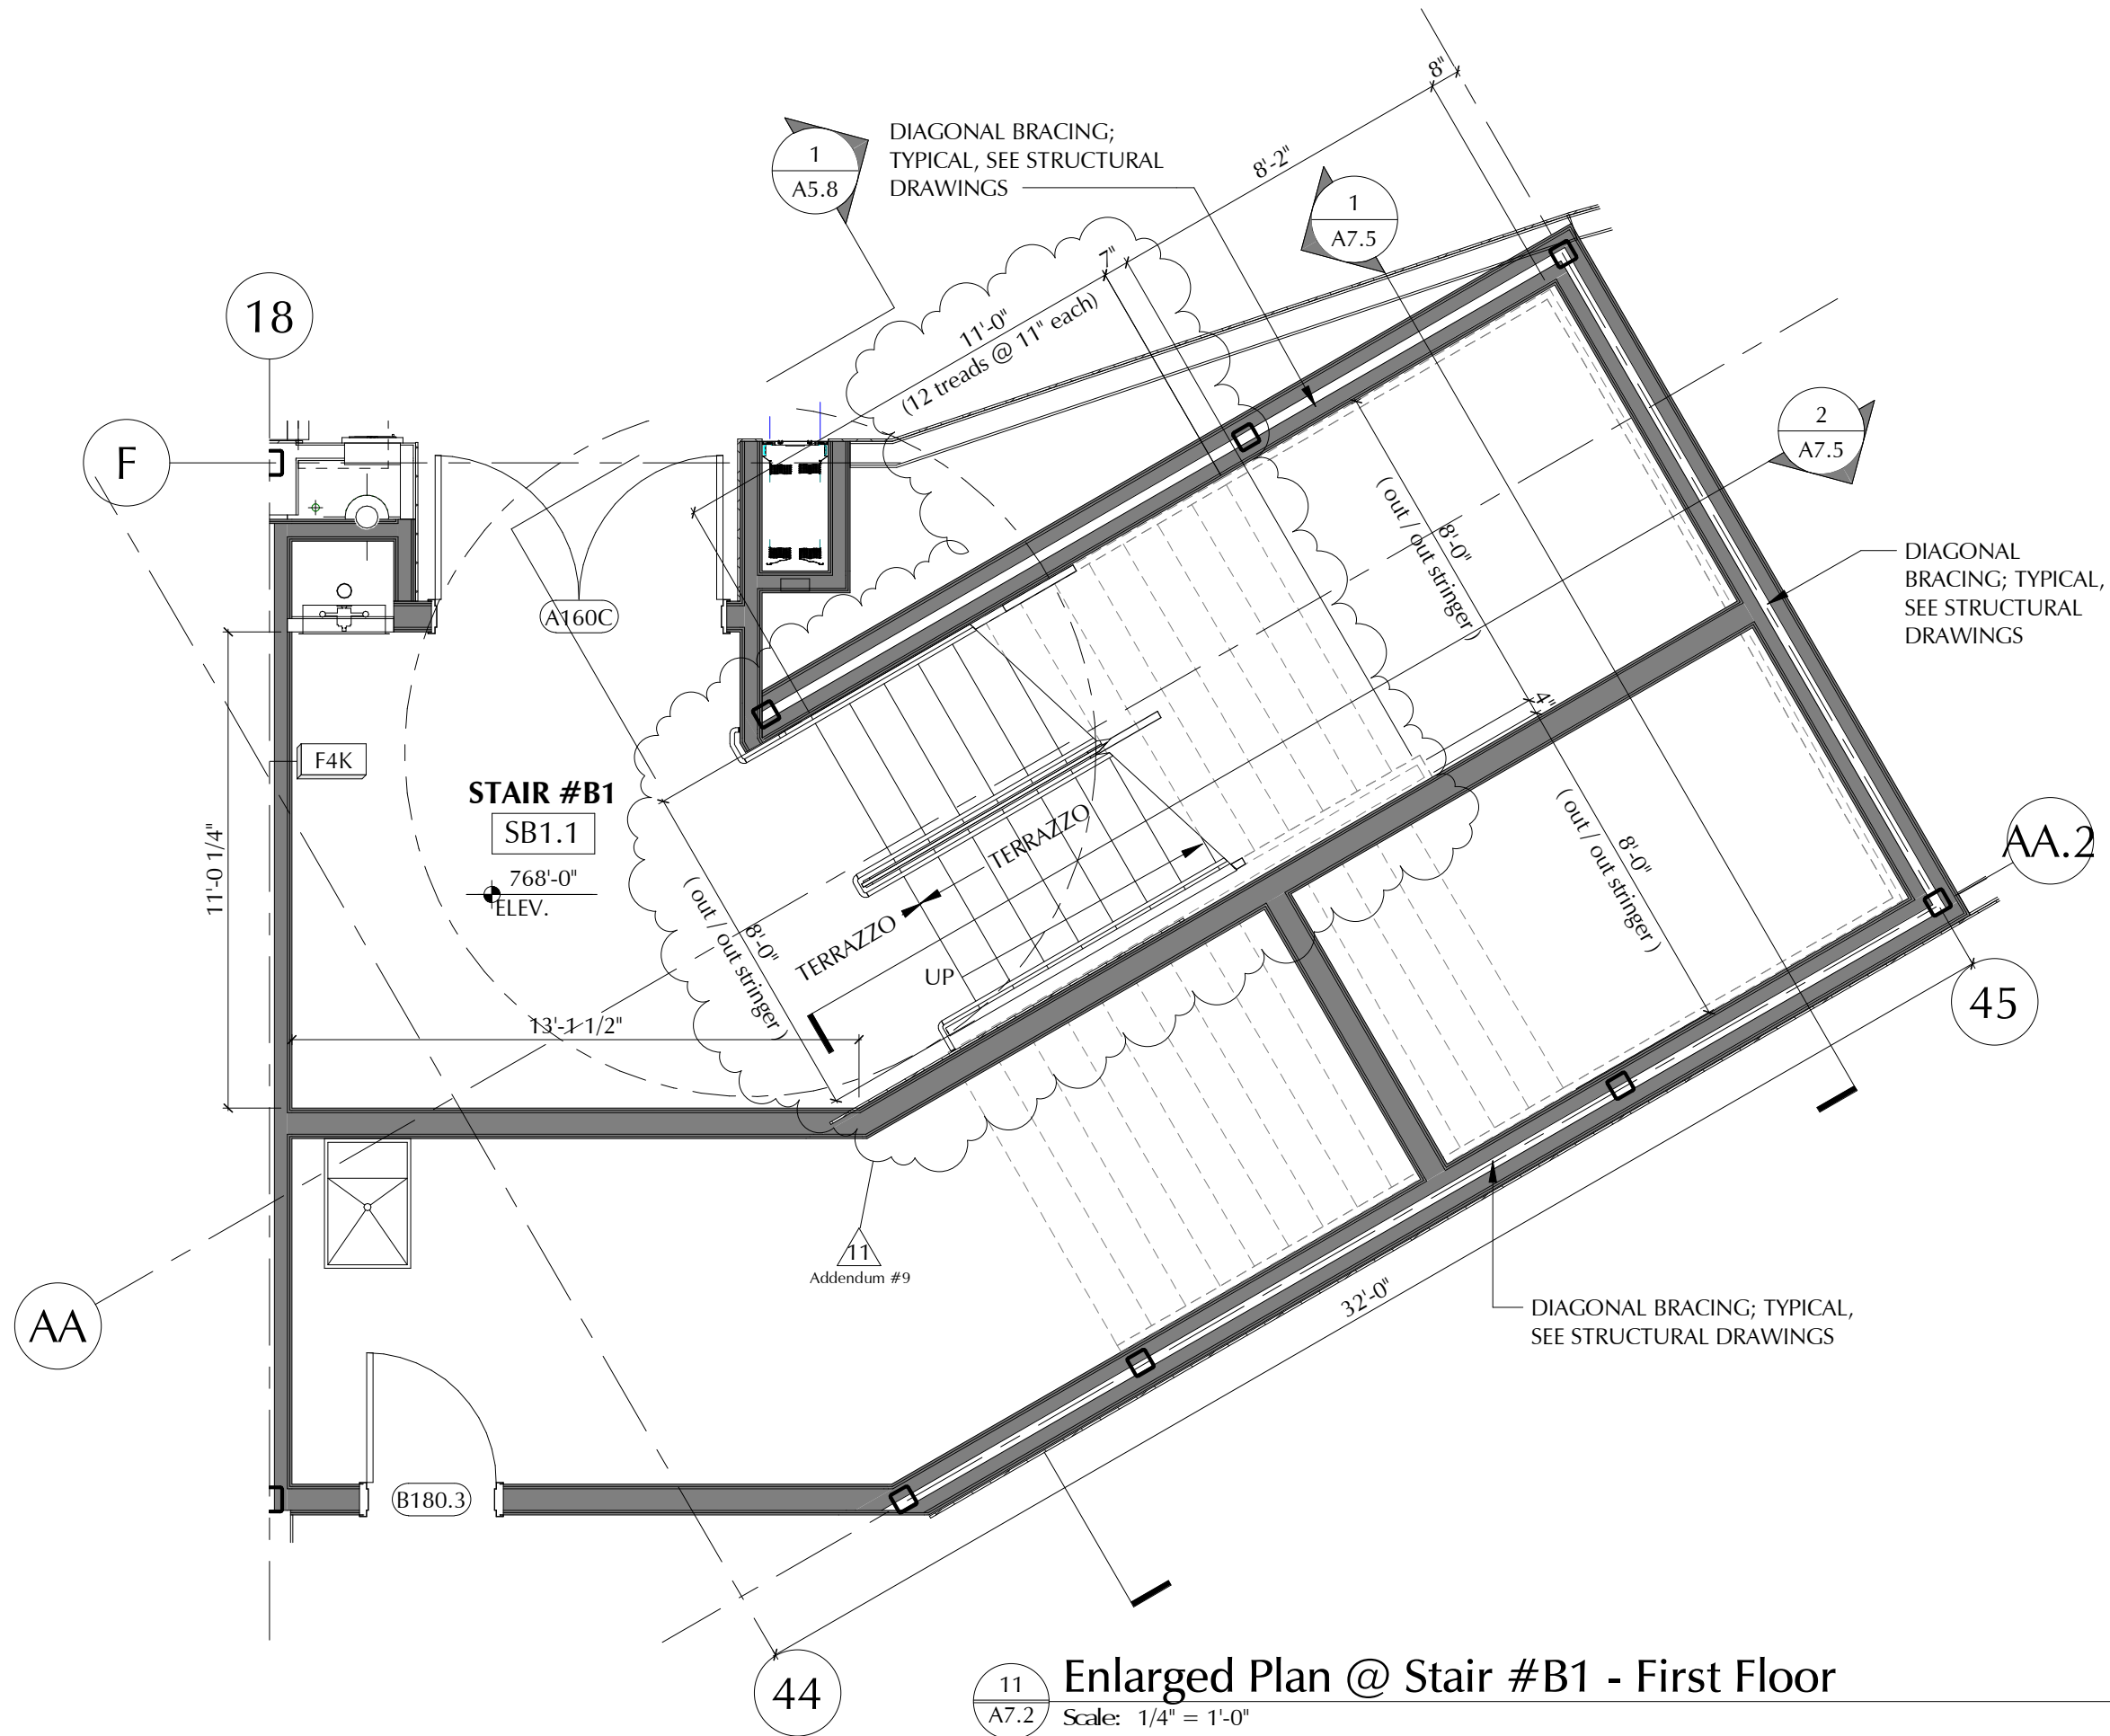 8"
DIAGONAL BRACING;
TYPICAL, SEE STRUCTURAL
DRAWINGS
1
A5.8
8'-2"
1
A7.5
7"
11'-0"
(12 treads @ 11" each)
18
F
2
A7.5
8'-0"
( out / out stringer )
DIAGONAL
BRACING; TYPICAL,
SEE STRUCTURAL
DRAWINGS
A160C
4"
F4K
STAIR #B1
SB1.1
768'-0"
ELEV.
11'-0 1/4"
TERRAZZO
TERRAZZO
UP
8'-0"
( out / out stringer )
8'-0"
( out / out stringer )
AA.2
45
13'-1 1/2"
11
Addendum #9
32'-0"
DIAGONAL BRACING; TYPICAL,
SEE STRUCTURAL DRAWINGS
AA
B180.3
44
11
A7.2
Enlarged Plan @ Stair #B1 - First Floor
Scale: 1/4" = 1'-0"